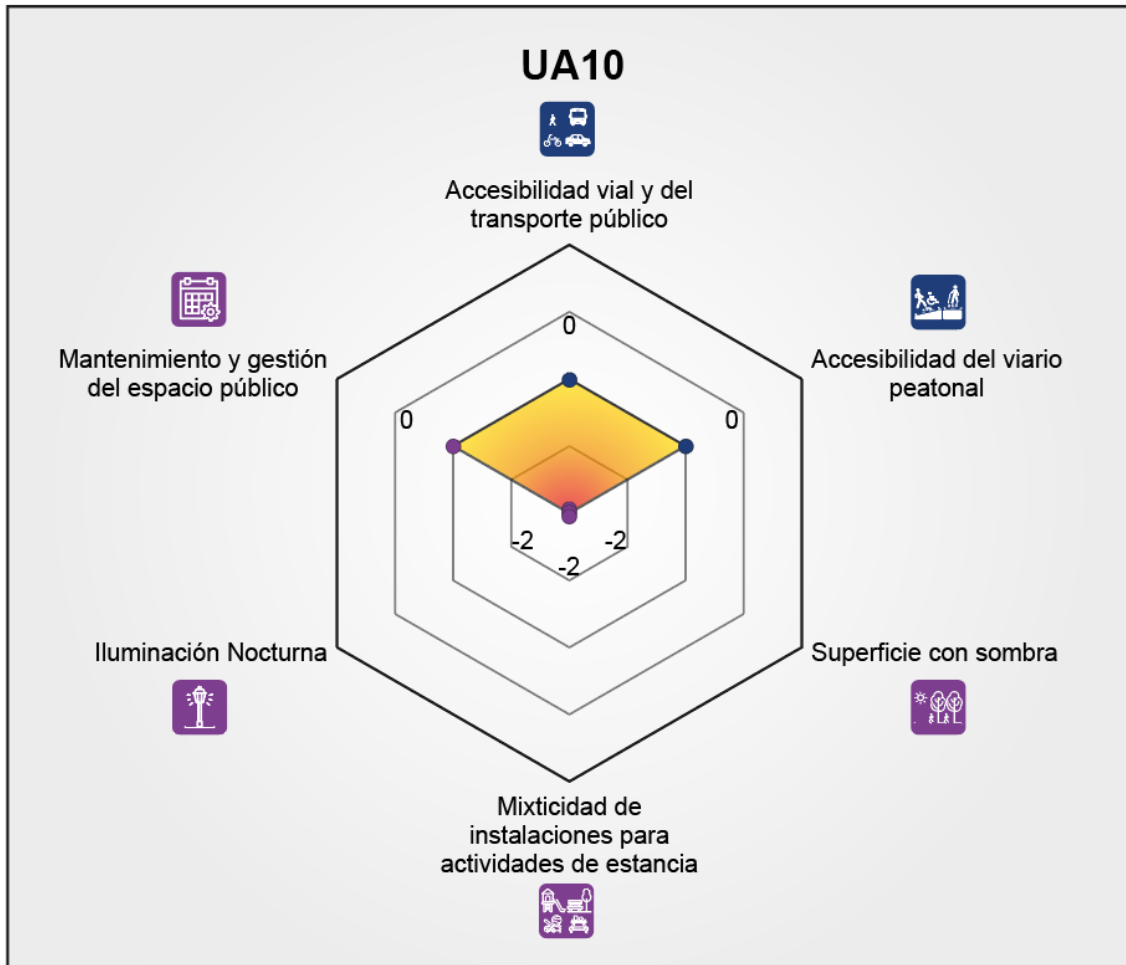 UA10
Accesibilidad vial y del
transporte público
Mantenimiento y gestión
del espacio público
Accesibilidad del viario
peatonal
0
0
0
-2
-2
-2
Iluminación Nocturna
Superficie con sombra
Mixticidad de
instalaciones para
actividades de estancia